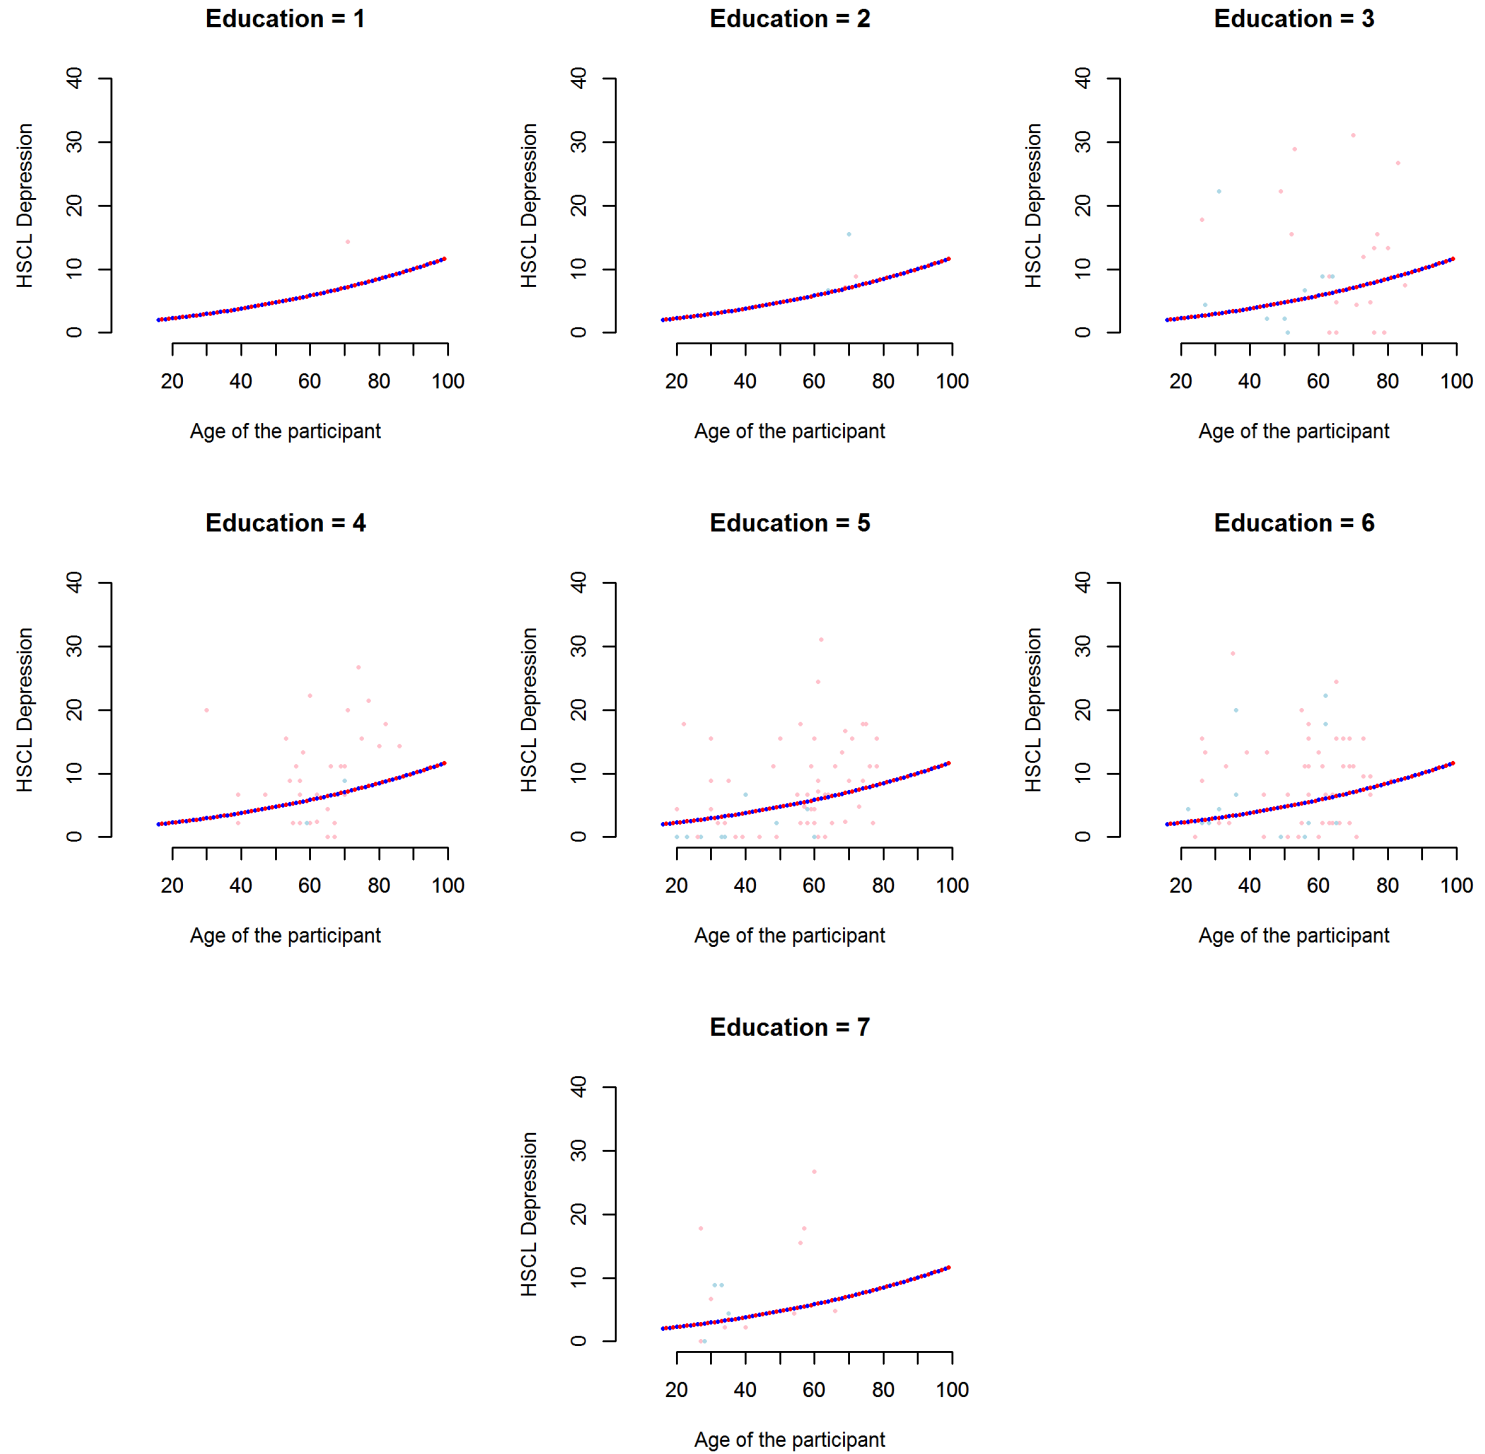 Education = 1
Education = 2
Education = 3
HSCL Depression
0 10 20 30 40
20 40 60 80 100
Age of the participant
HSCL Depression
0 10 20 30 40
20 40 60 80 100
Age of the participant
HSCL Depression
0 10 20 30 40
20 40 60 80 100
Age of the participant
Education = 4
Education = 5
Education = 6
HSCL Depression
0 10 20 30 40
20 40 60 80 100
Age of the participant
HSCL Depression
0 10 20 30 40
20 40 60 80 100
Age of the participant
HSCL Depression
0 10 20 30 40
20 40 60 80 100
Age of the participant
Education = 7
HSCL Depression
0 10 20 30 40
20 40 60 80 100
Age of the participant